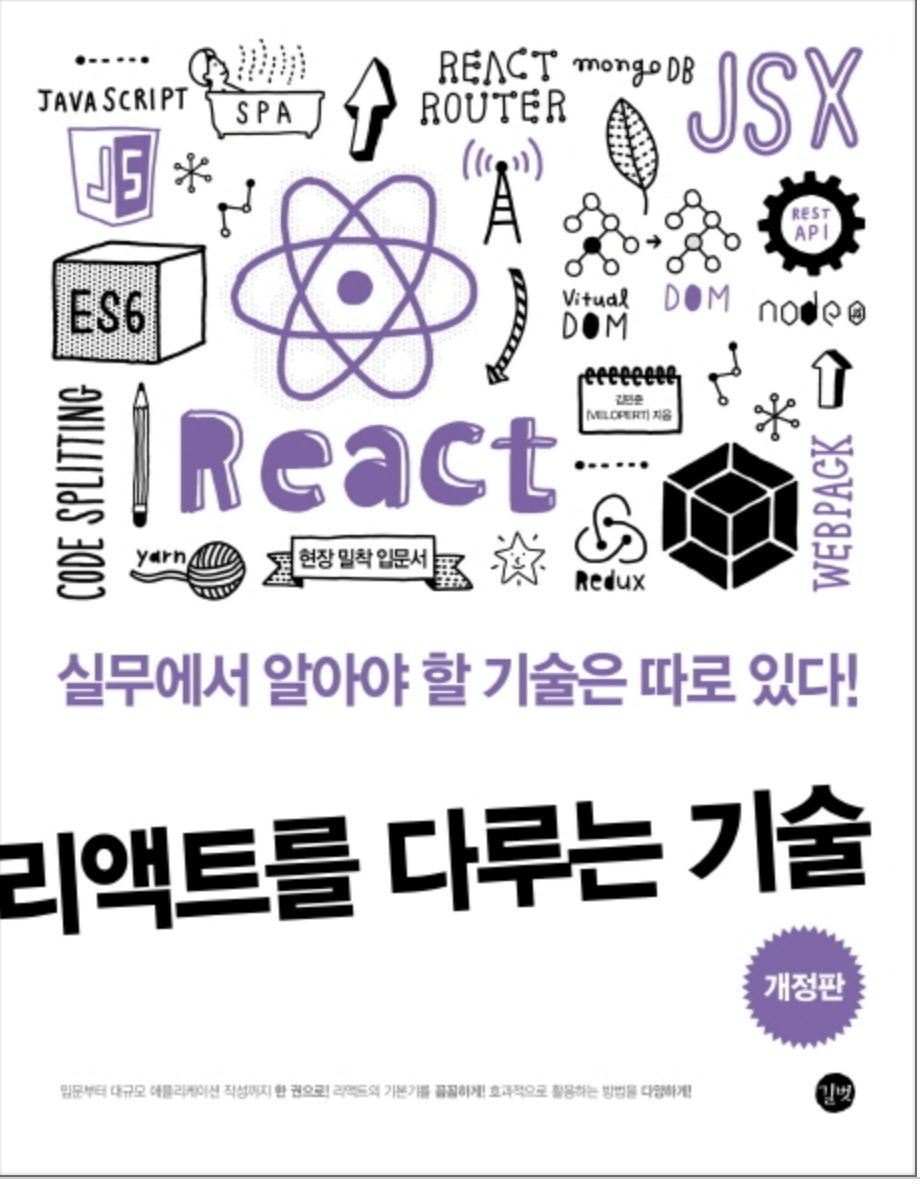 JAVASCRIPT
SPA
REACT
ROUTER
mongoDB
JSX
JS
REST
API
ES6
Vitual
DOM
DOM
node
JS
김민준
(VELOPERT) 지음
CODE SPLITTING
React
WEBPACK
yarn
현장 밀착 입문서
Redux
실무에서 알아야 할 기술은 따로 있다!
리액트를 다루는 기술
개정판
입문부터 대규모 애플리케이션 작성까지 한 권으로! 리액트의 기본기를 꼼꼼하게! 효과적으로 활용하는 방법을 다양하게!
길벗